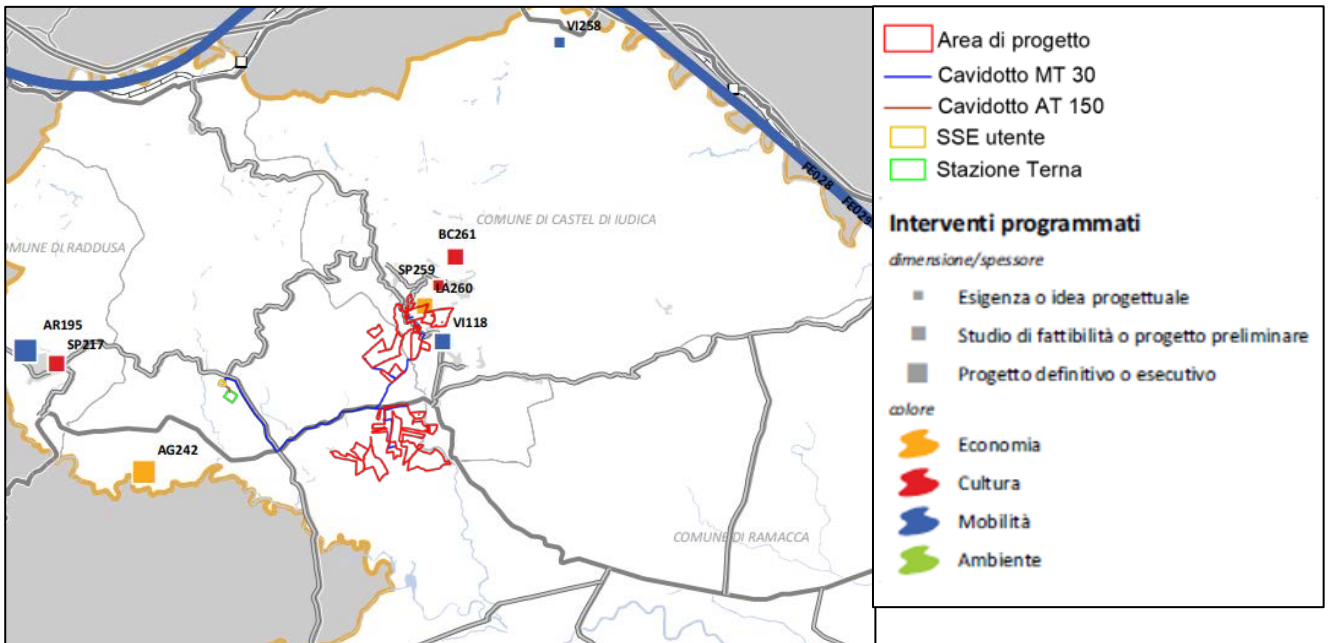 VI258
FE028
FE029
COMUNE DI CASTEL DI IUDICA
OMUNE DI RADDUSA
BC261
SP259
LA260
VI118
AR195
SP217
AG242
COMUNE DI RAMACCA
Area di progetto
Cavidotto MT 30
Cavidotto AT 150
SSE utente
Stazione Terna
Interventi programmati
dimensione/spessore
Esigenza o idea progettuale
Studio di fattibilità o progetto preliminare
Progetto definitivo o esecutivo
colore
Economia
Cultura
Mobilità
Ambiente